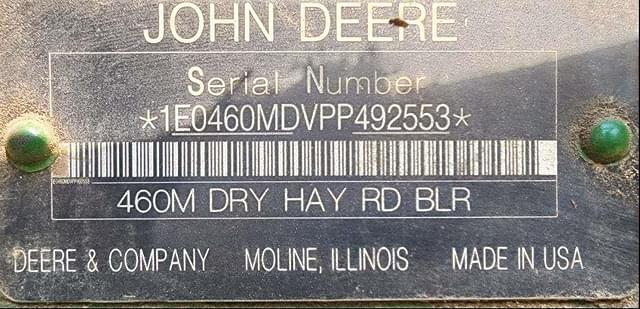 JOHN DEERE
Serial Number
*1E0460MDVPP492553*
460M DRY HAY RD BLR
DEERE & COMPANY MOLINE, ILLINOIS MADE IN USA